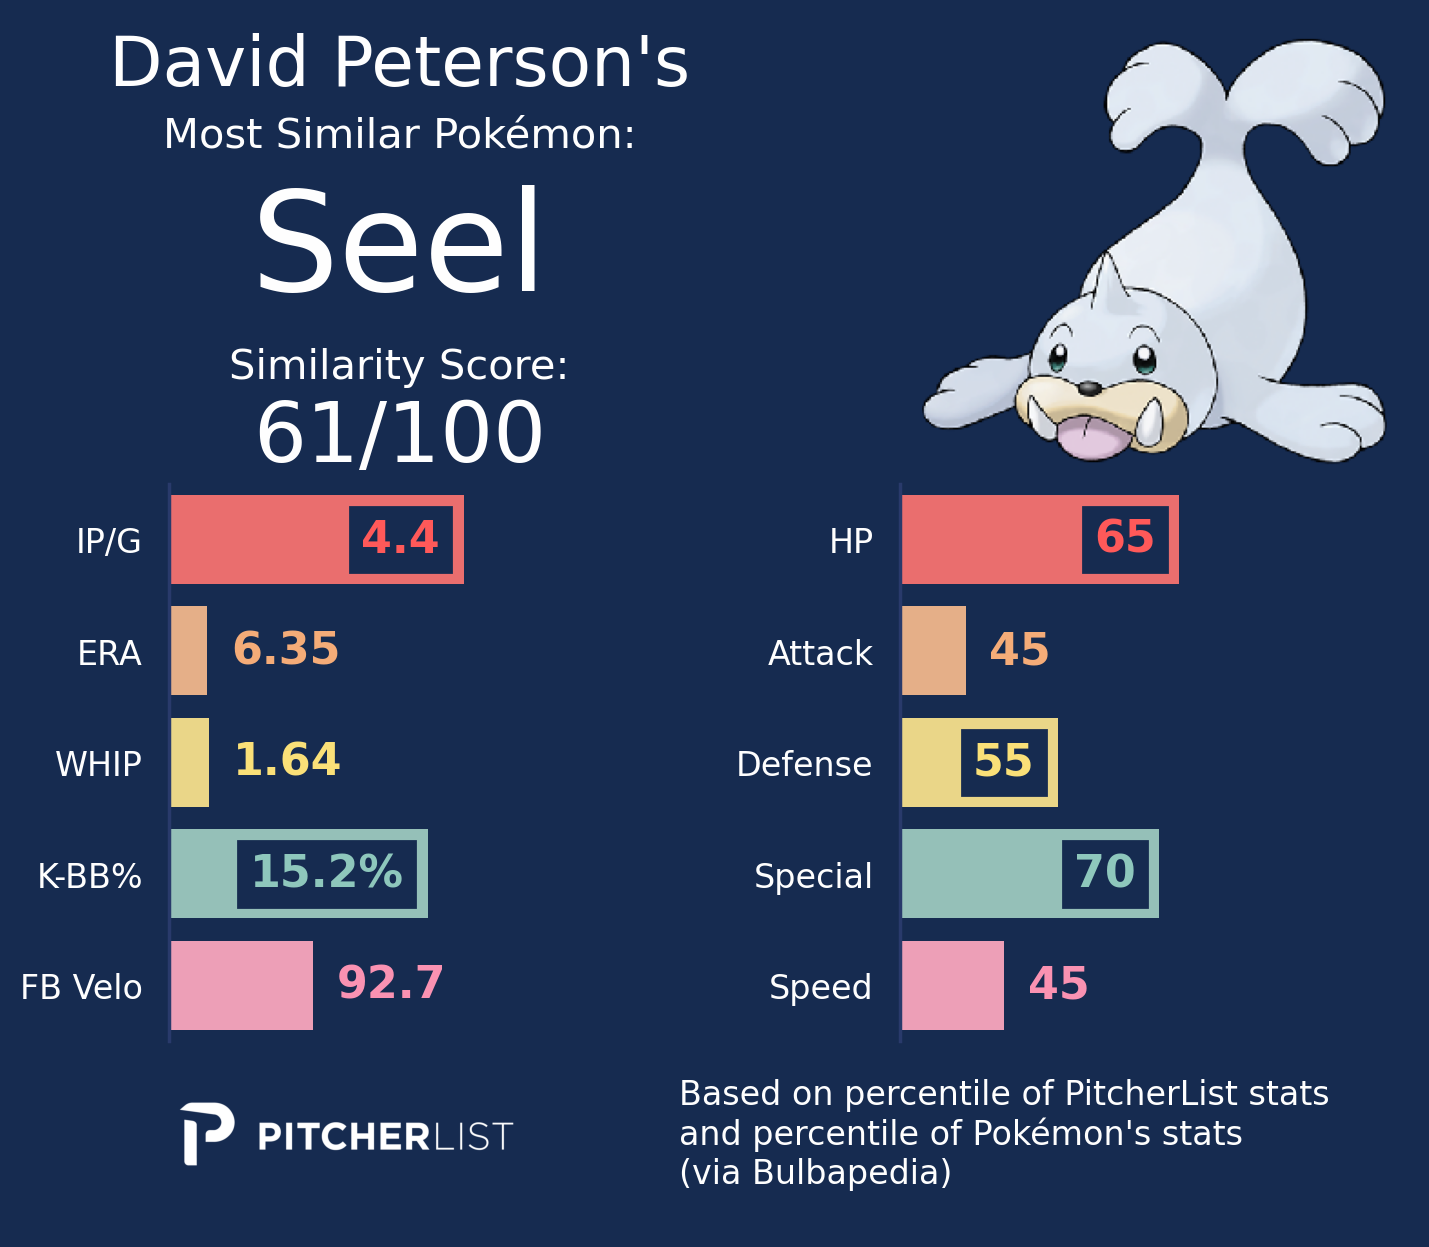 David Peterson's
Most Similar Pokémon:
Seel
Similarity Score:
61/100
IP/G 4.4
ERA 6.35
WHIP 1.64
K-BB% 15.2%
FB Velo 92.7
HP 65
Attack 45
Defense 55
Special 70
Speed 45
PITCHERLIST
Based on percentile of PitcherList stats
and percentile of Pokémon's stats
(via Bulbapedia)